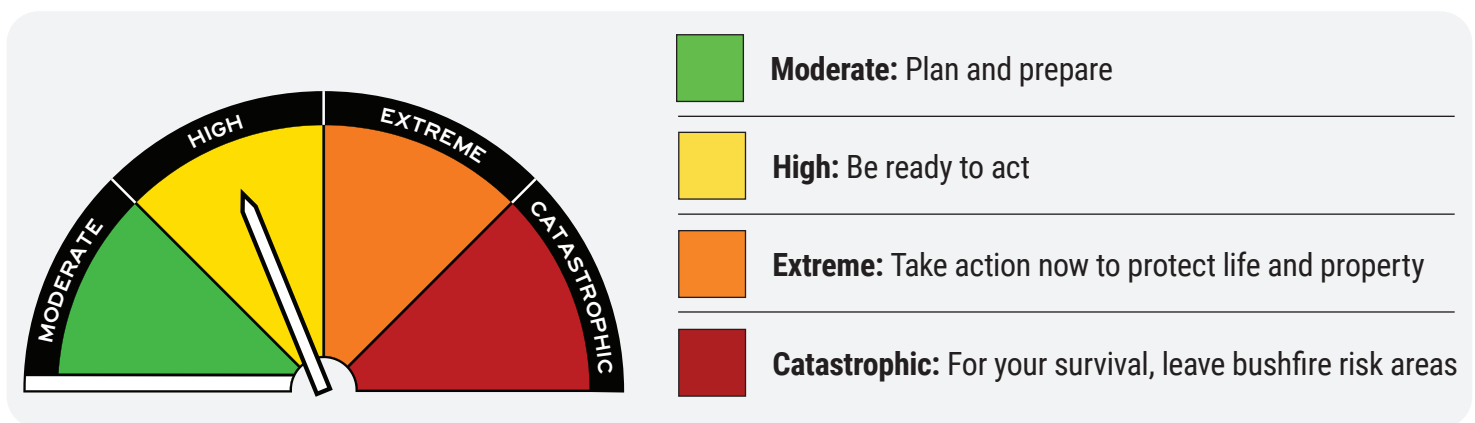 MODERATE
HIGH
EXTREME
CATASTROPHIC
Moderate: Plan and prepare
High: Be ready to act
Extreme: Take action now to protect life and property
Catastrophic: For your survival, leave bushfire risk areas